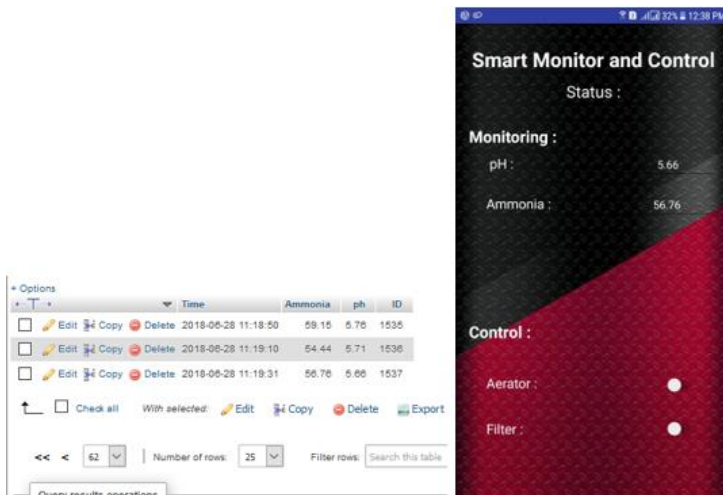 + Options
Time Ammonia ph ID
Edit Copy Delete 2018-06-28 11:18:50 59.15 5.76 1535
Edit Copy Delete 2018-06-28 11:19:10 54.44 5.71 1536
Edit Copy Delete 2018-06-28 11:19:31 56.76 5.66 1537
Check all With selected: Edit Copy Delete Export
<< < 62 Number of rows: 25 Filter rows: Search this table
Query results operations
32% 12:38 PM
Smart Monitor and Control
Status :
Monitoring :
pH : 5.66
Ammonia : 56.76
Control :
Aerator :
Filter :